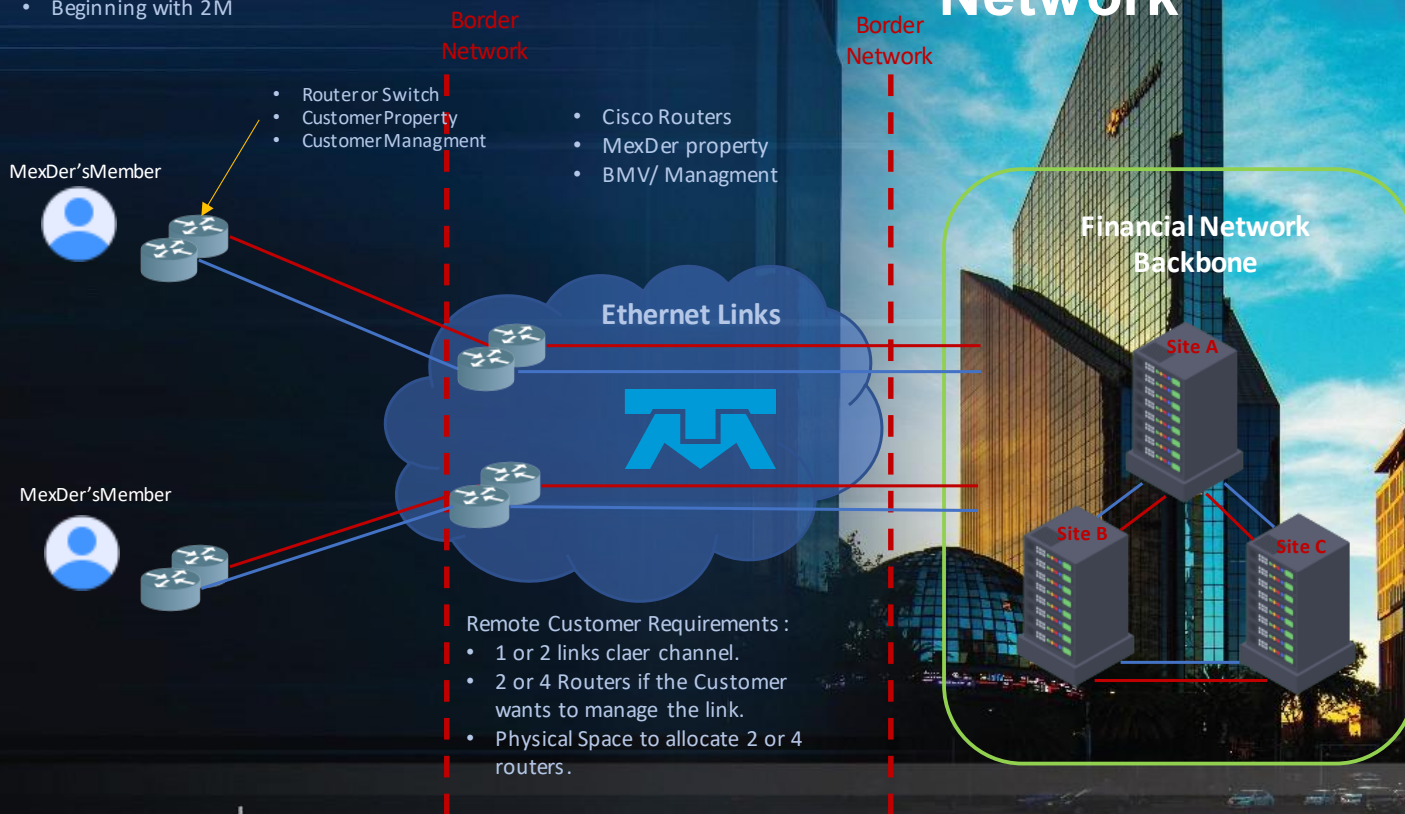 Network
• Beginning with 2M
Border
Network
Border
Network
• Router or Switch
• Customer Property
• Customer Managment
• Cisco Routers
• MexDer property
• BMV/ Managment
MexDer'sMember
Financial Network
Backbone
Ethernet Links
Site A
MexDer'sMember
Site B
Site C
Remote Customer Requirements :
• 1 or 2 links claer channel.
• 2 or 4 Routers if the Customer
wants to manage the link.
• Physical Space to allocate 2 or 4
routers.